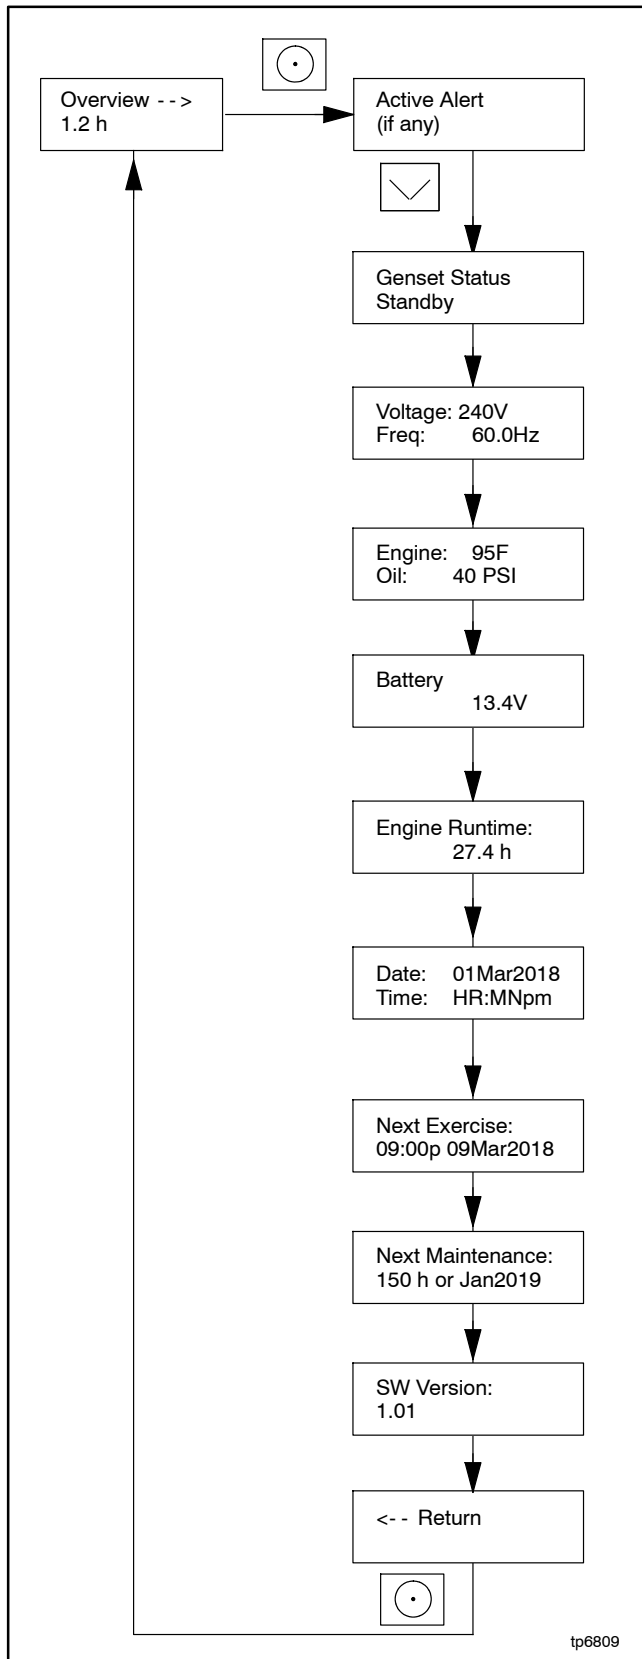 Overview - - >
1.2 h
Active Alert
(if any)
Genset Status
Standby
Voltage: 240V
Freq: 60.0Hz
Engine: 95F
Oil: 40 PSI
Battery
13.4V
Engine Runtime:
27.4 h
Date: 01Mar2018
Time: HR:MNpm
Next Exercise:
09:00p 09Mar2018
Next Maintenance:
150 h or Jan2019
SW Version:
1.01
<- - Return
tp6809